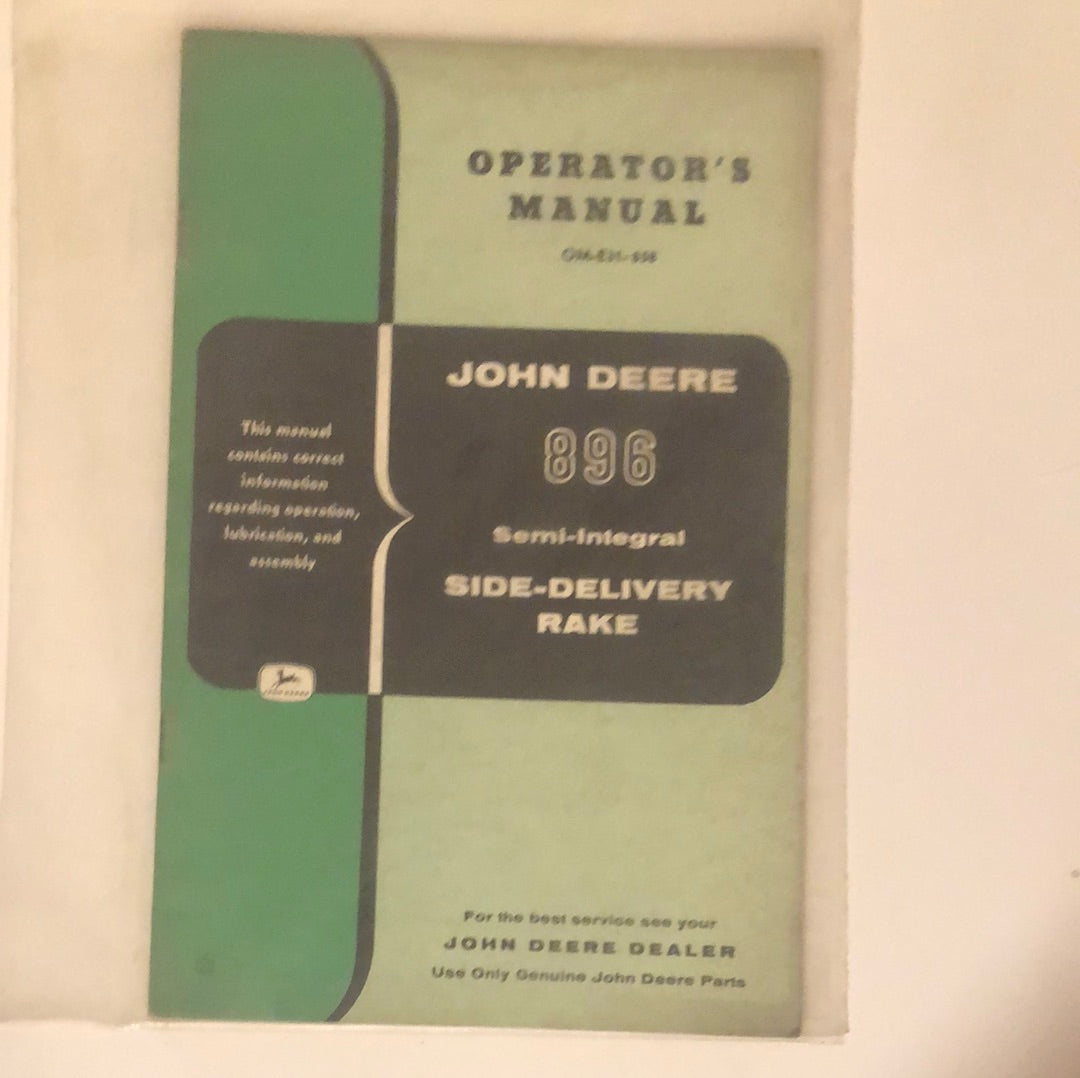 OPERATOR'S
MANUAL
JOHN DEERE
896
Semi-Integral
SIDE-DELIVERY
RAKE
This manual
contains correct
information
regarding operation,
lubrication, and
assembly
For the best service see your
JOHN DEERE DEALER
Use Only Genuine John Deere Parts